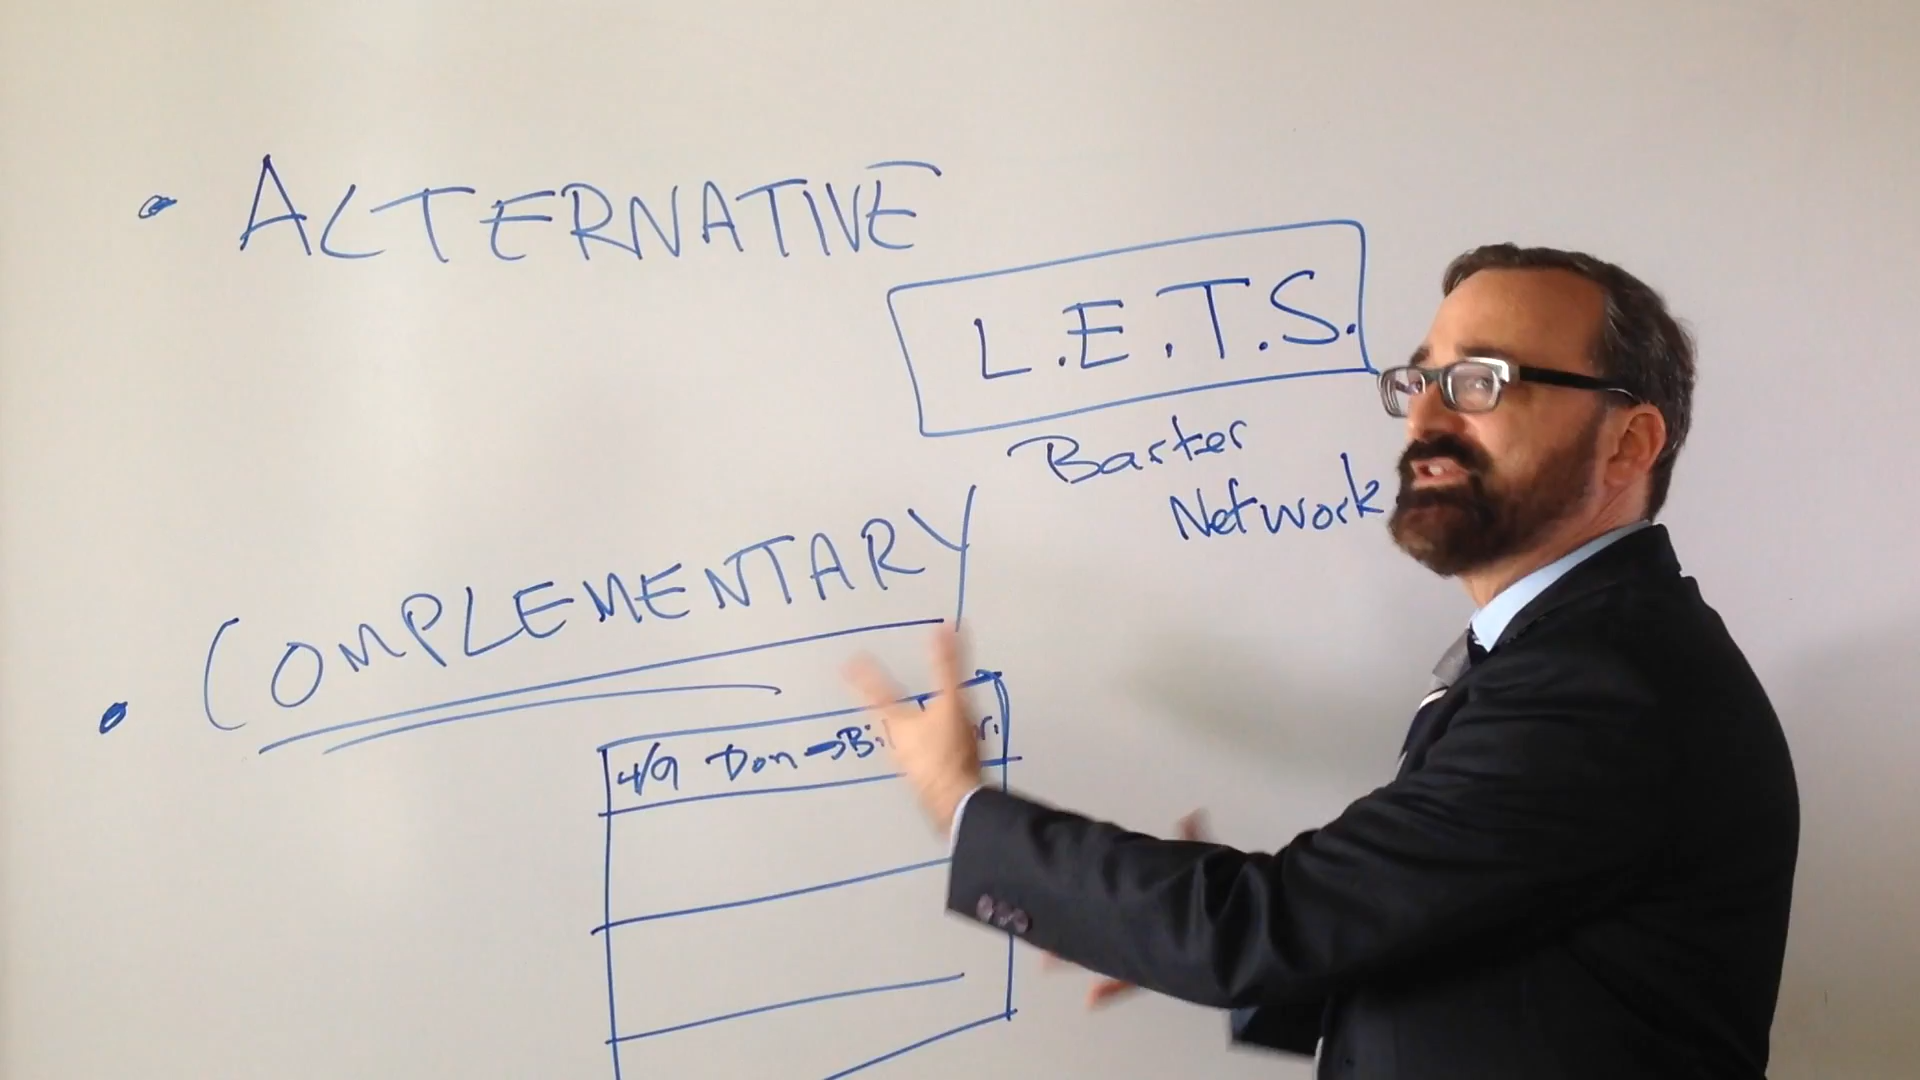 • ALTERNATIVE
L.E.T.S.
Barter
Network
• COMPLEMENTARY
4/9 Don →